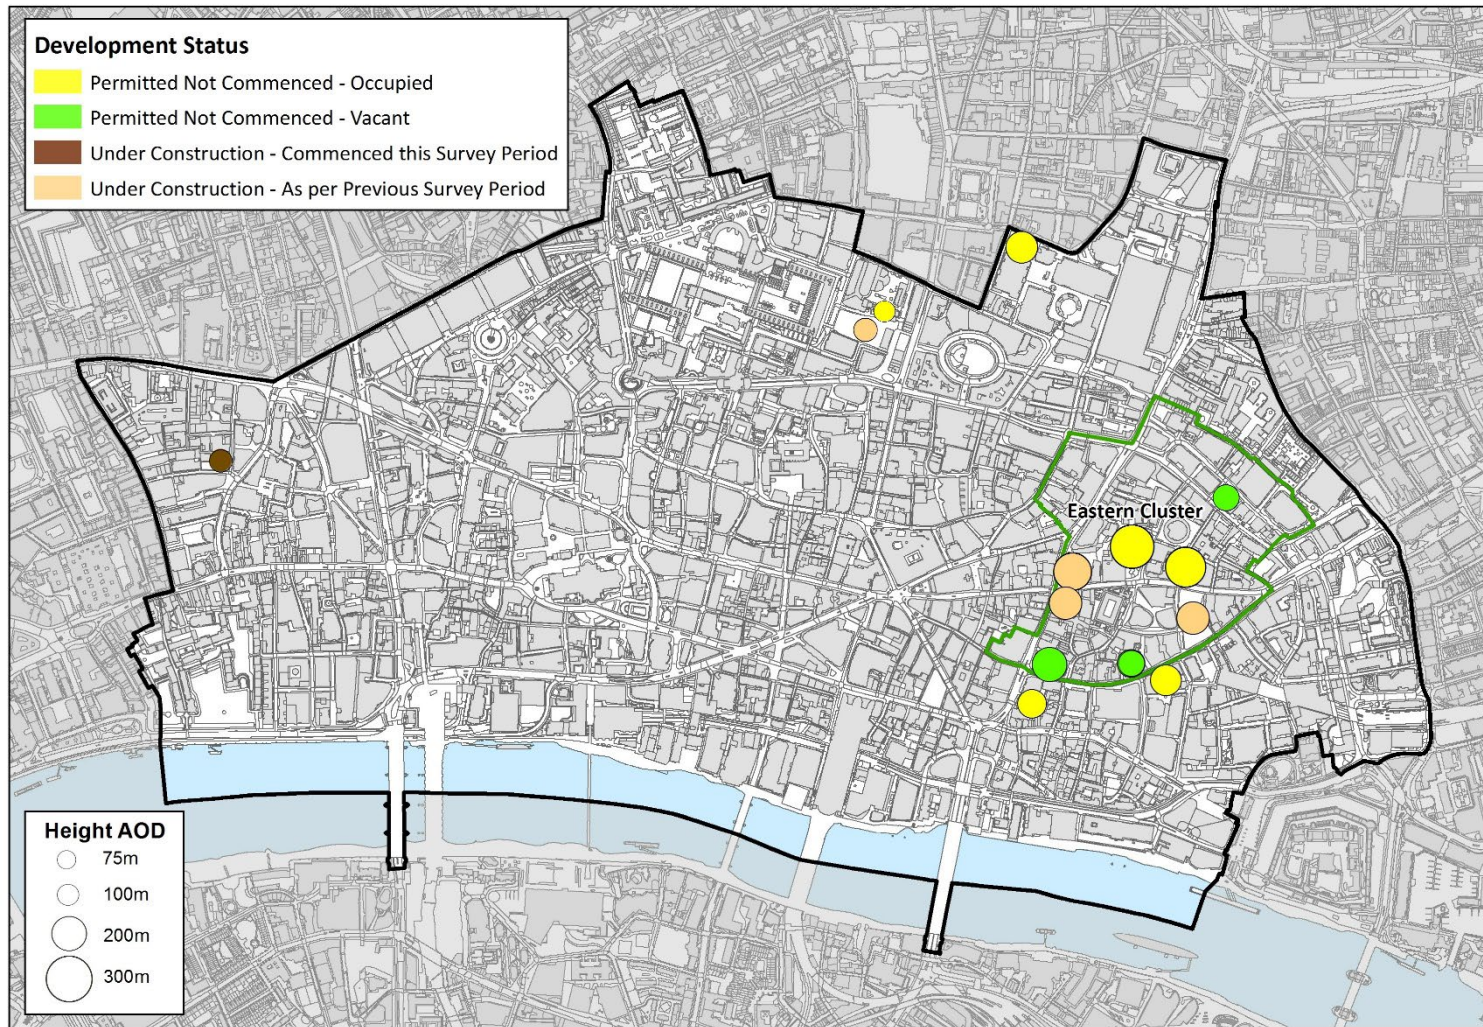 Development Status
Permitted Not Commenced - Occupied
Permitted Not Commenced - Vacant
Under Construction - Commenced this Survey Period
Under Construction - As per Previous Survey Period
Eastern Cluster
Height AOD
75m
100m
200m
300m